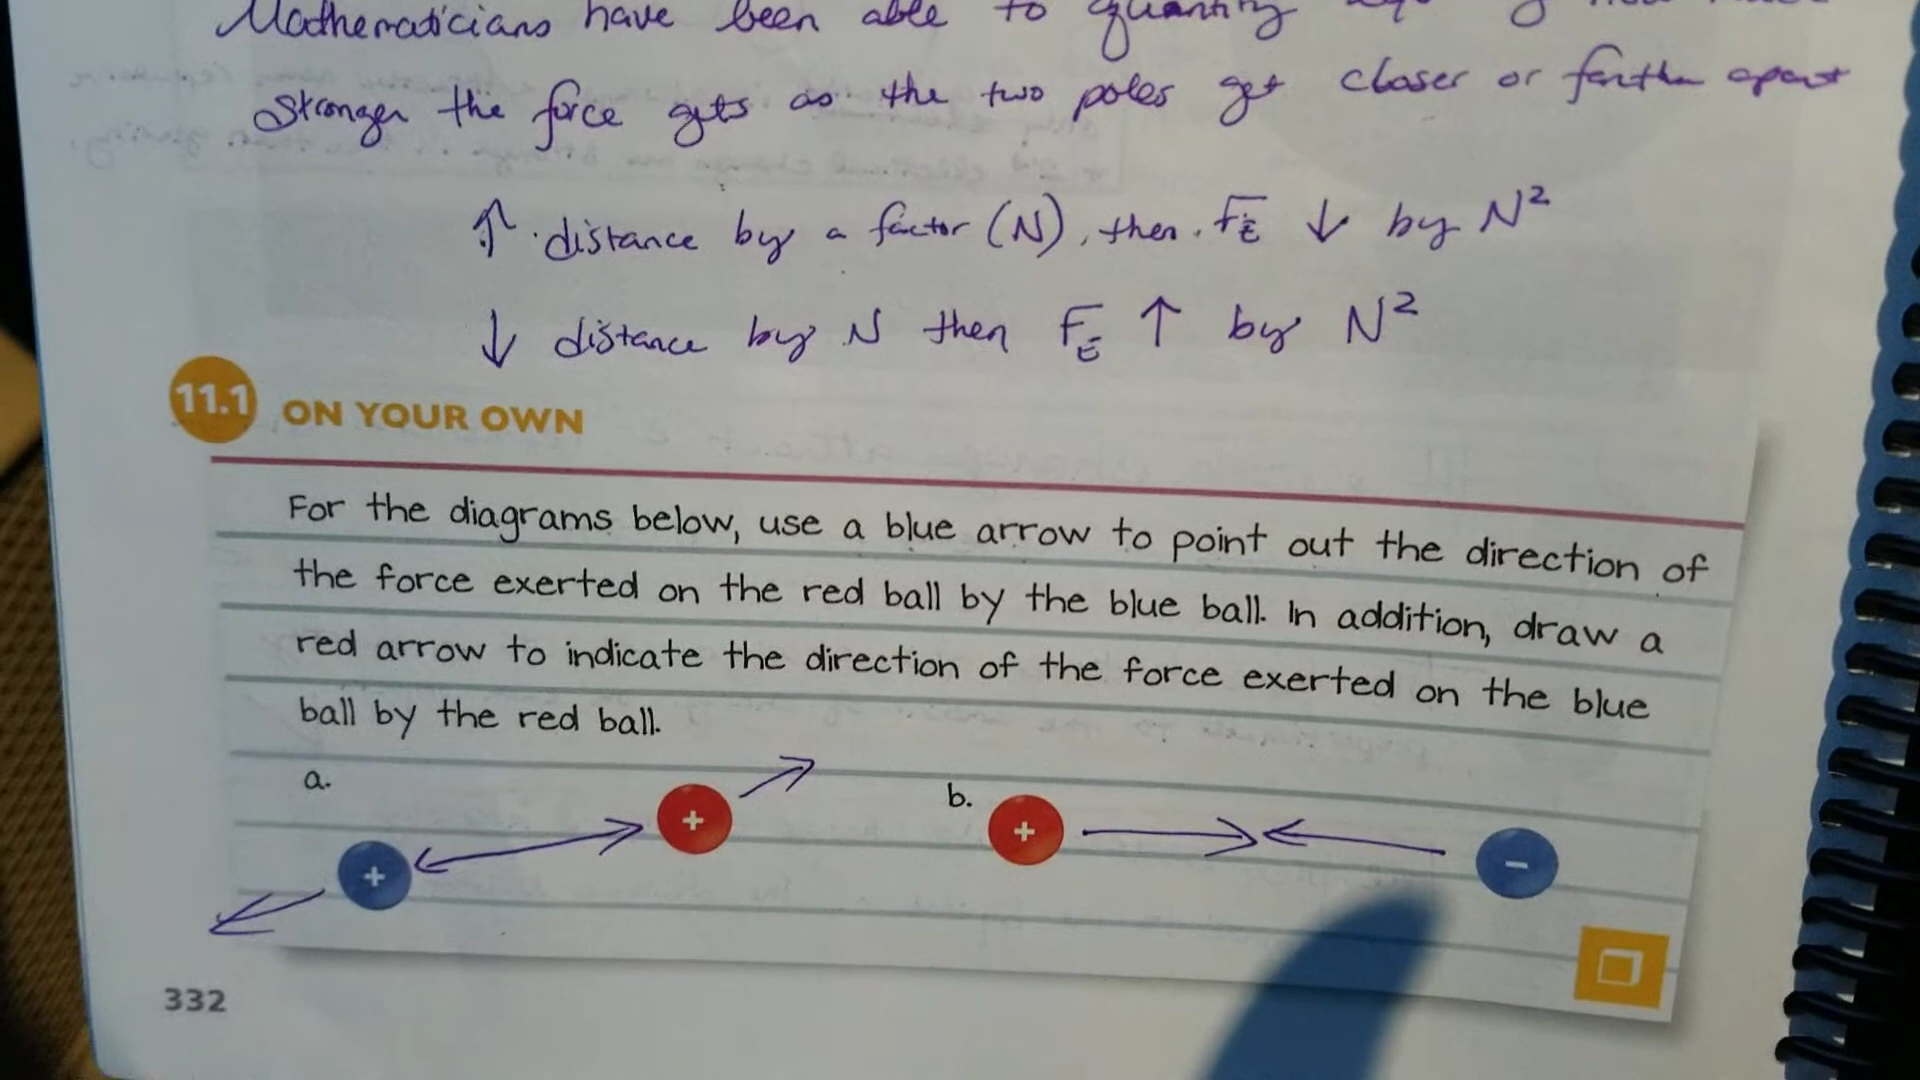 Mathematicians have been able to quantify
stronger the force gets as the two poles get closer or farther apart
↑ distance by a factor (N), then F_E ↓ by N²
↓ distance by N then F_E ↑ by N²
11.1 ON YOUR OWN
For the diagrams below, use a blue arrow to point out the direction of
the force exerted on the red ball by the blue ball. In addition, draw a
red arrow to indicate the direction of the force exerted on the blue
ball by the red ball.
a.
+ +
b.
+ −
332